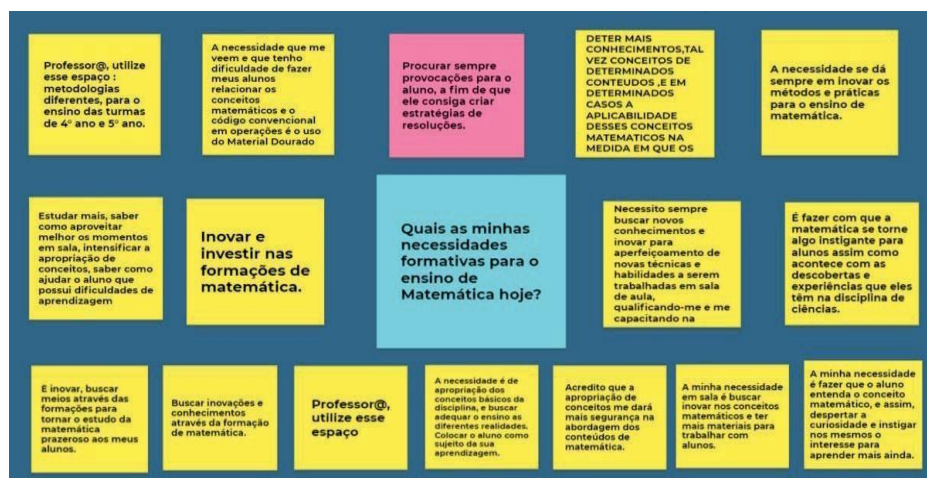 Professor@, utilize
esse espaço :
metodologias
diferentes, para o
ensino das turmas
de 4° ano e 5° ano.
A necessidade que me
veem e que tenho
dificuldade de fazer
meus alunos
relacionar os
conceitos
matemáticos e o
código convencional
em operações é o uso
do Material Dourado
Procurar sempre
provocações para o
aluno, a fim de que
ele consiga criar
estratégias de
resoluções.
DETER MAIS
CONHECIMENTOS,TAL
VEZ CONCEITOS DE
DETERMINADOS
CONTEUDOS ,E EM
DETERMINADOS
CASOS A
APLICABILIDADE
DESSES CONCEITOS
MATEMATICOS NA
MEDIDA EM QUE OS
A necessidade se dá
sempre em inovar os
métodos e práticas
para o ensino de
matemática.
Estudar mais, saber
como aproveitar
melhor os momentos
em sala, intensificar a
apropriação de
conceitos, saber como
ajudar o aluno que
possui dificuldades de
aprendizagem
Inovar e
investir nas
formações de
matemática.
Quais as minhas
necessidades
formativas para o
ensino de
Matemática hoje?
Necessito sempre
buscar novos
conhecimentos e
inovar para
aperfeiçoamento de
novas técnicas e
habilidades a serem
trabalhadas em sala
de aula,
qualificando-me e me
capacitando na
É fazer com que a
matemática se torne
algo instigante para
alunos assim como
acontece com as
descobertas e
experiências que eles
têm na disciplina de
ciências.
E inovar, buscar
meios através das
formações para
tornar o estudo da
matemática
prazeroso aos meus
alunos.
Buscar inovações e
conhecimentos
através da formação
de matemática.
Professor@,
utilize esse
espaço
A necessidade é de
apropriação dos
conceitos básicos da
disciplina, e buscar
adequar o ensino as
diferentes realidades.
Colocar o aluno como
sujeito da sua
aprendizagem.
Acredito que a
apropriação de
conceitos me dará
mais segurança na
abordagem dos
conteúdos de
matemática.
A minha necessidade
em sala é buscar
inovar nos conceitos
matemáticos e ter
mais materiais para
trabalhar com
alunos.
A minha necessidade
é fazer que o aluno
entenda o conceito
matemático, e assim,
despertar a
curiosidade e instigar
nos mesmos o
interesse para
aprender mais ainda.